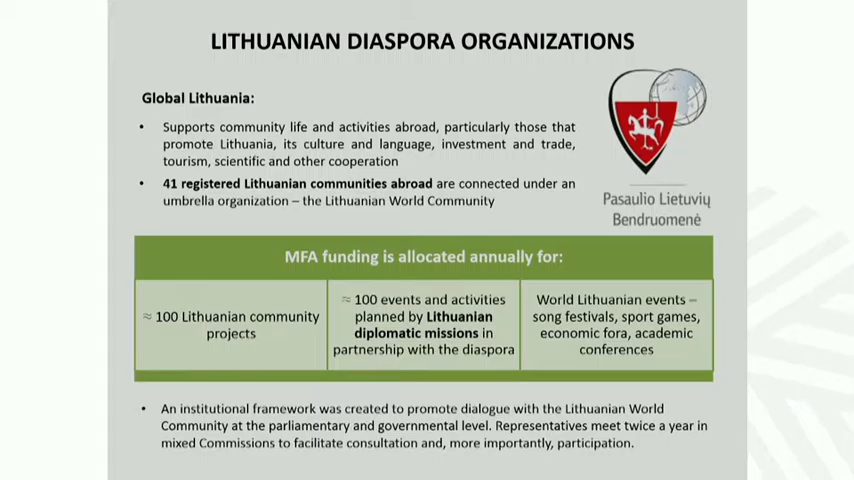 LITHUANIAN DIASPORA ORGANIZATIONS
Global Lithuania:
• Supports community life and activities abroad, particularly those that
promote Lithuania, its culture and language, investment and trade,
tourism, scientific and other cooperation
• 41 registered Lithuanian communities abroad are connected under an
umbrella organization – the Lithuanian World Community
Pasaulio Lietuvių
Bendruomenė
MFA funding is allocated annually for:
≈ 100 Lithuanian community
projects
≈ 100 events and activities
planned by Lithuanian
diplomatic missions in
partnership with the diaspora
World Lithuanian events –
song festivals, sport games,
economic fora, academic
conferences
• An institutional framework was created to promote dialogue with the Lithuanian World
Community at the parliamentary and governmental level. Representatives meet twice a year in
mixed Commissions to facilitate consultation and, more importantly, participation.